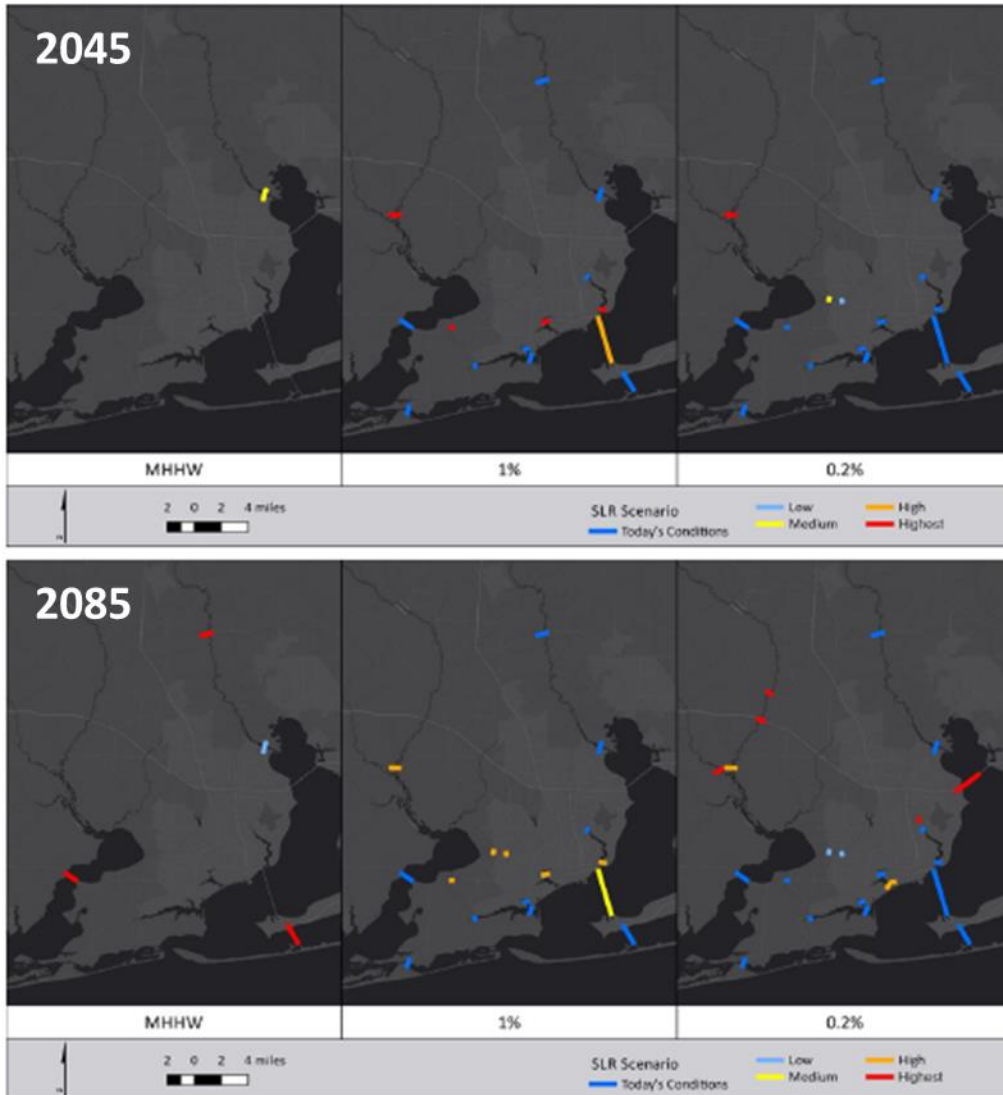 2045
MHHW 1% 0.2%
2 0 2 4 miles
SLR Scenario
Today's Conditions
Low
Medium
High
Highest
2085
MHHW 1% 0.2%
2 0 2 4 miles
SLR Scenario
Today's Conditions
Low
Medium
High
Highest